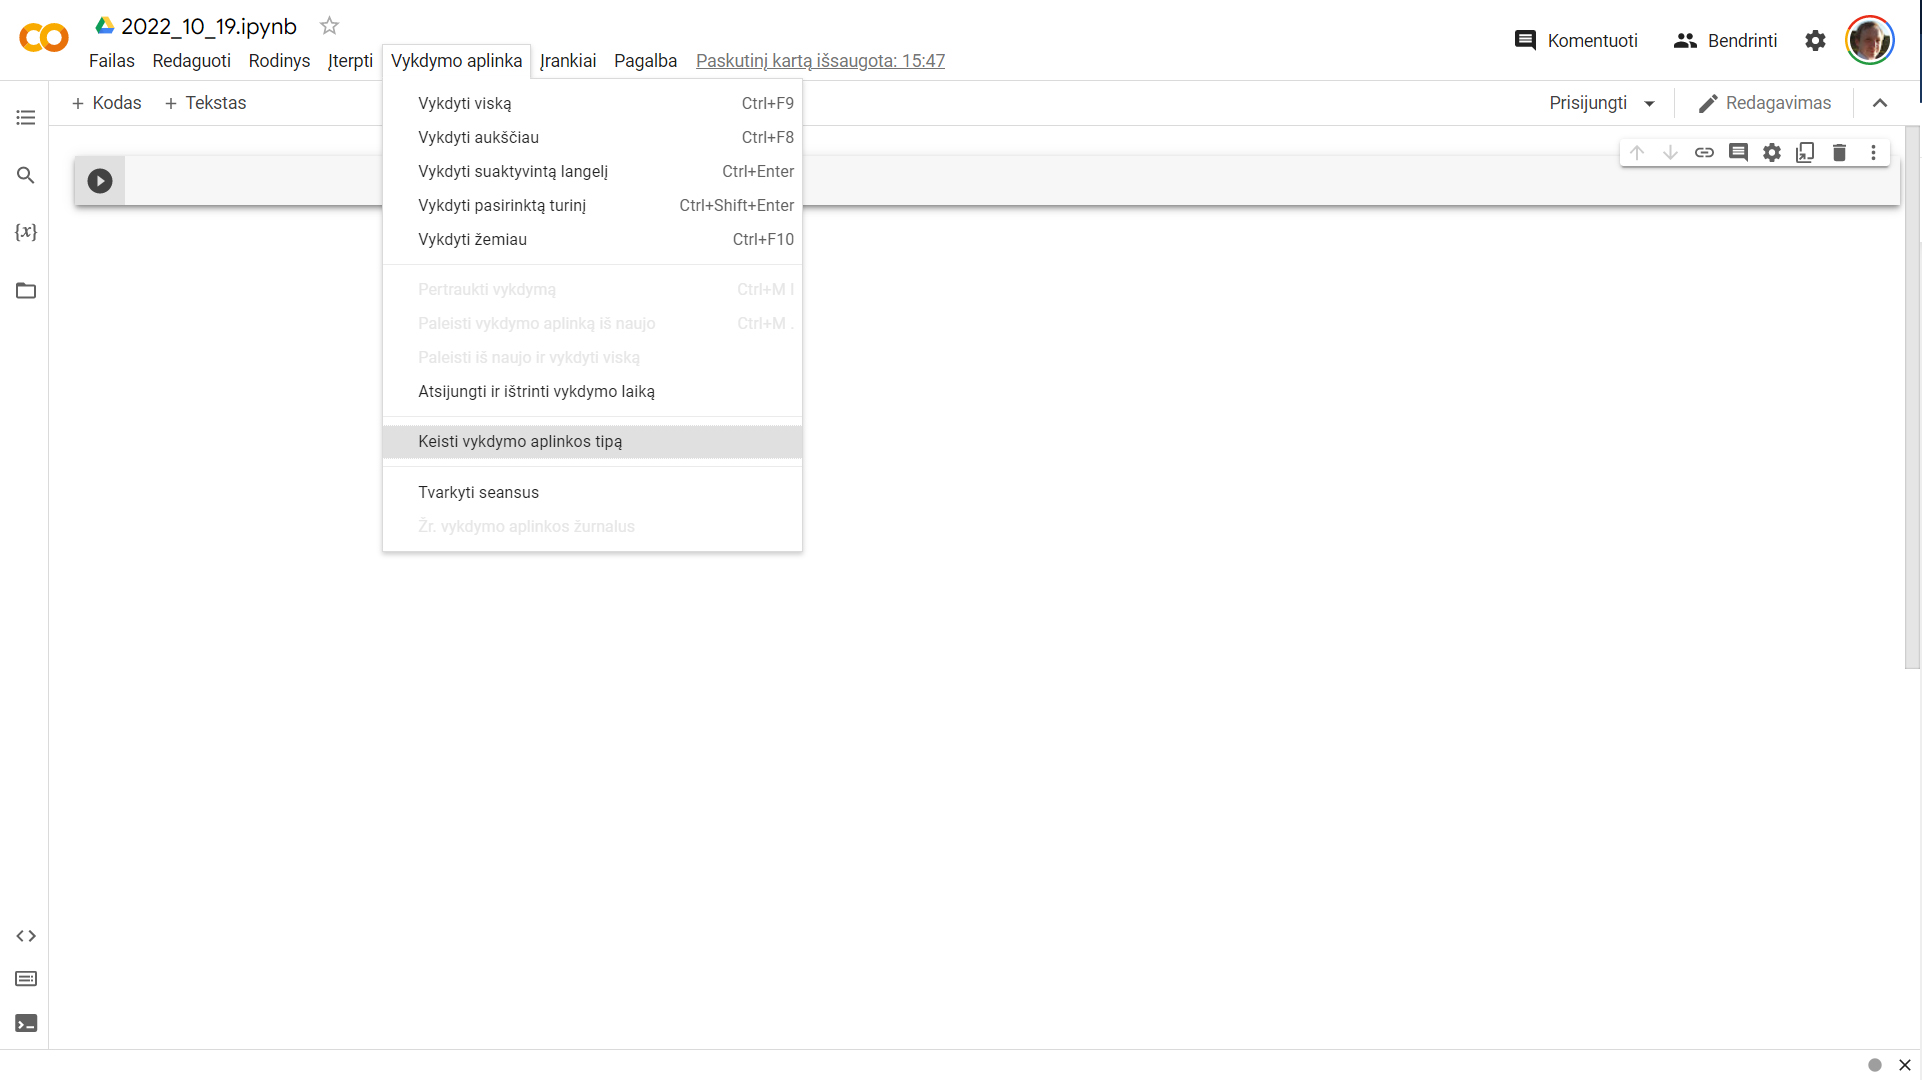 2022_10_19.ipynb
Komentuoti Bendrinti
Failas Redaguoti Rodinys Įterpti Vykdymo aplinka Įrankiai Pagalba Paskutinį kartą išsaugota: 15:47
+ Kodas + Tekstas
Prisijungti Redagavimas
Vykdyti viską Ctrl+F9
Vykdyti aukščiau Ctrl+F8
Vykdyti suaktyvintą langelį Ctrl+Enter
Vykdyti pasirinktą turinį Ctrl+Shift+Enter
Vykdyti žemiau Ctrl+F10
Pertraukti vykdymą Ctrl+M I
Paleisti vykdymo aplinką iš naujo Ctrl+M .
Paleisti iš naujo ir vykdyti viską
Atsijungti ir ištrinti vykdymo laiką
Keisti vykdymo aplinkos tipą
Tvarkyti seansus
Žr. vykdymo aplinkos žurnalus
{x}